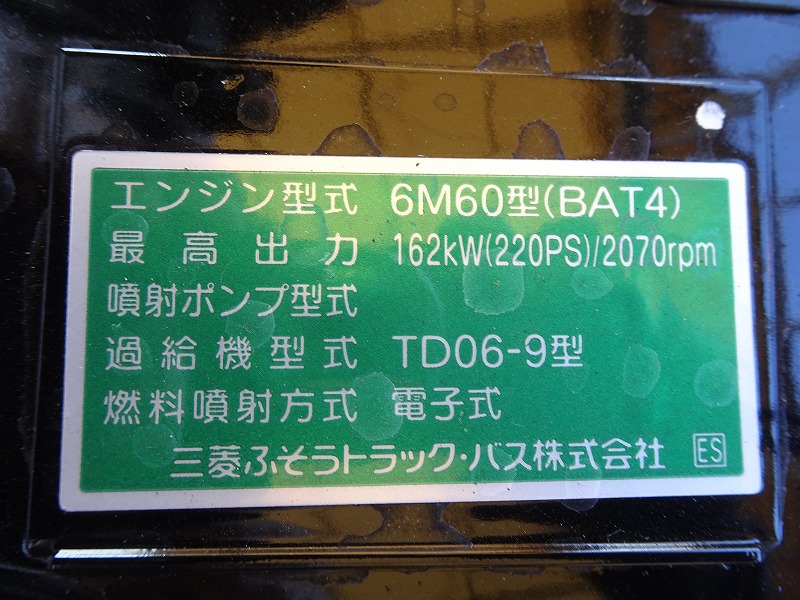 エンジン型式 6M60型(BAT4)
最高出力 162kW(220PS)/2070rpm
噴射ポンプ型式
過給機型式 TD06-9型
燃料噴射方式 電子式
三菱ふそうトラック・バス株式会社 ES